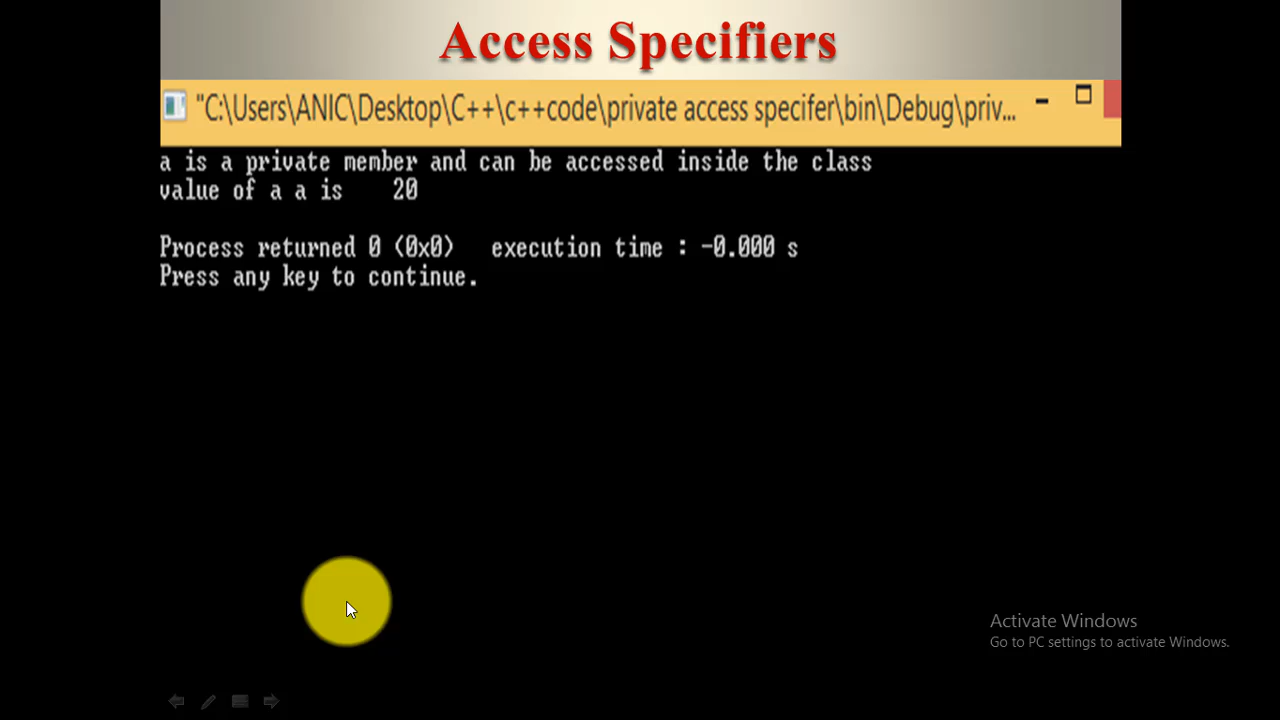 Access Specifiers
"C:\Users\ANIC\Desktop\C++\c++code\private access specifer\bin\Debug\priv...
a is a private member and can be accessed inside the class
value of a a is    20
Process returned 0 (0x0)   execution time : -0.000 s
Press any key to continue.
Activate Windows
Go to PC settings to activate Windows.